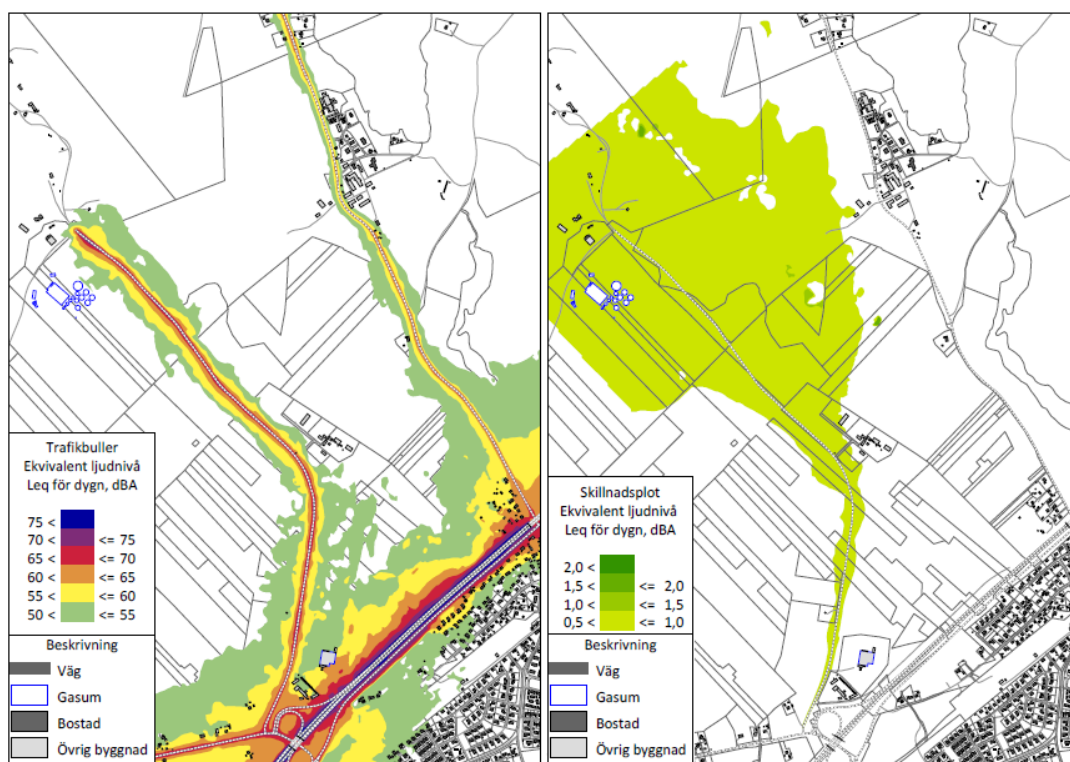 Trafikbuller
Ekvivalent ljudnivå
Leq för dygn, dBA
75 <
70 < <= 75
65 < <= 70
60 < <= 65
55 < <= 60
50 < <= 55
Beskrivning
Väg
Gasum
Bostad
Övrig byggnad
Skillnadsplot
Ekvivalent ljudnivå
Leq för dygn, dBA
2,0 <
1,5 < <= 2,0
1,0 < <= 1,5
0,5 < <= 1,0
Beskrivning
Väg
Gasum
Bostad
Övrig byggnad